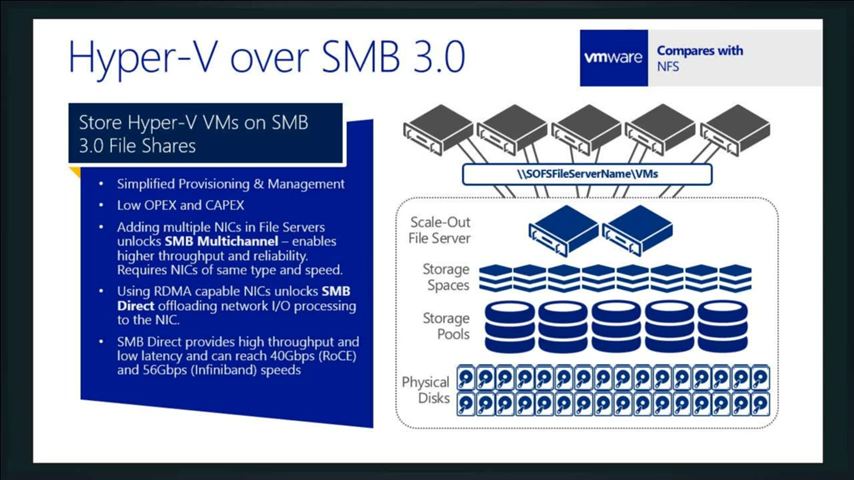 Hyper-V over SMB 3.0
vmware
Compares with
NFS
Store Hyper-V VMs on SMB
3.0 File Shares
• Simplified Provisioning & Management
• Low OPEX and CAPEX
• Adding multiple NICs in File Servers
unlocks SMB Multichannel – enables
higher throughput and reliability.
Requires NICs of same type and speed.
• Using RDMA capable NICs unlocks SMB
Direct offloading network I/O processing
to the NIC.
• SMB Direct provides high throughput and
low latency and can reach 40Gbps (RoCE)
and 56Gbps (Infiniband) speeds
\\SOFSFileServerName\VMs
Scale-Out
File Server
Storage
Spaces
Storage
Pools
Physical
Disks